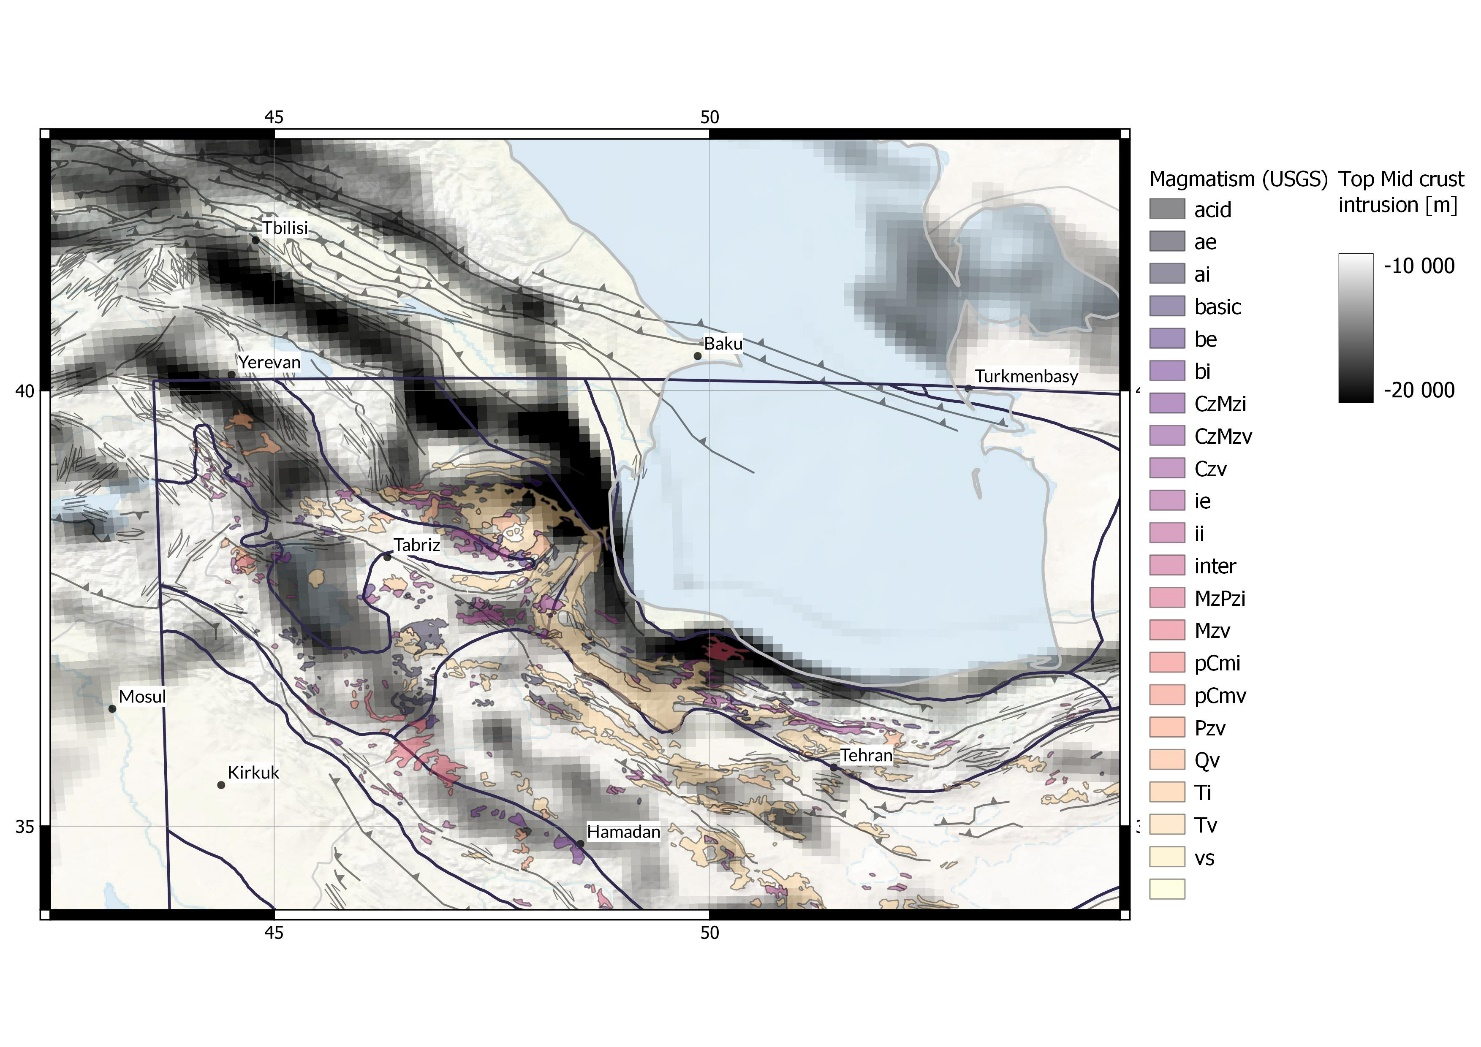 45
50
Tbilisi
Baku
Yerevan
Turkmenbasy
40
Tabriz
Mosul
Tehran
Kirkuk
Hamadan
35
45
50
Magmatism (USGS)
acid
ae
ai
basic
be
bi
CzMzi
CzMzv
Czv
ie
ii
inter
MzPzi
Mzv
pCmi
pCmv
Pzv
Qv
Ti
Tv
vs
Top Mid crust
intrusion [m]
-10 000
-20 000